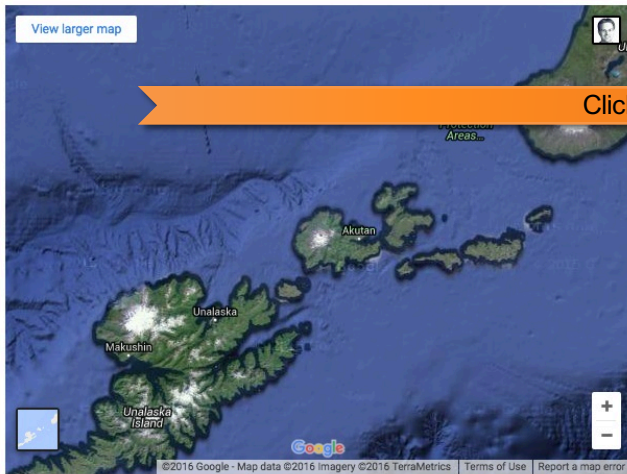 View larger map
Clic
Protection
Areas...
Akutan
Unalaska
Makushin
Unalaska
Island
Google
©2016 Google - Map data ©2016 Imagery ©2016 TerraMetrics
Terms of Use
Report a map error